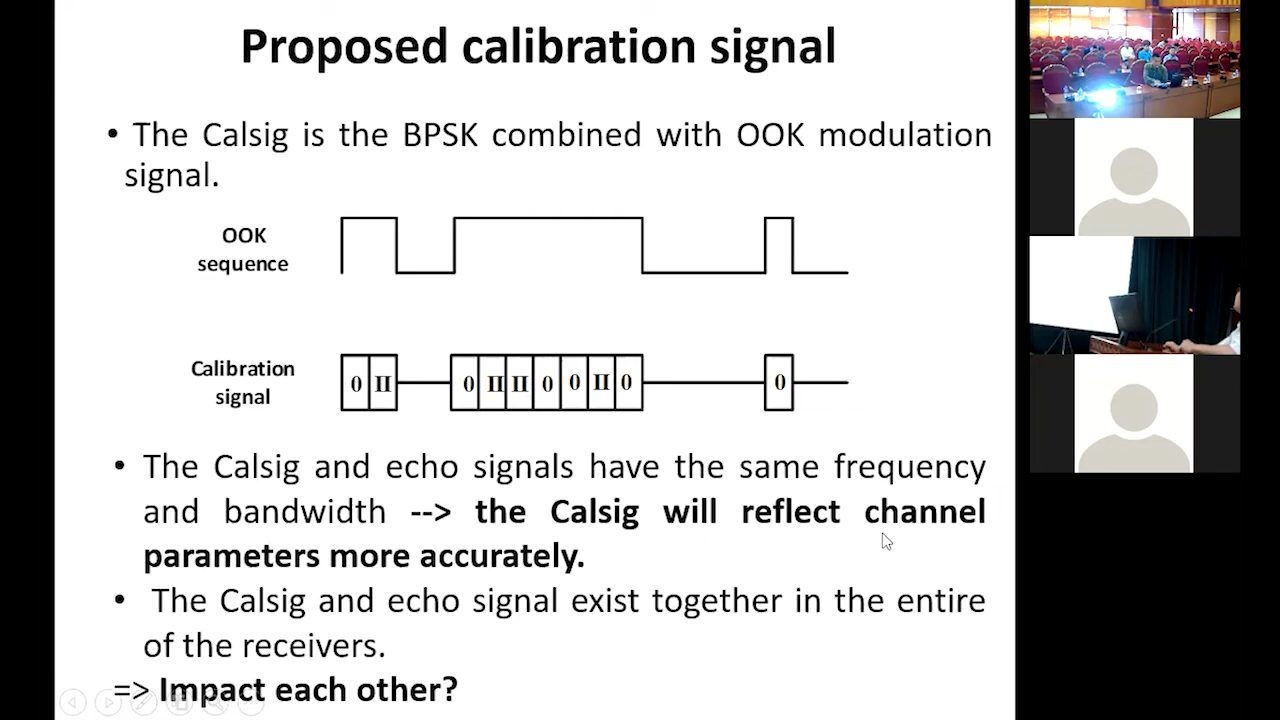 Proposed calibration signal
• The Calsig is the BPSK combined with OOK modulation
signal.
OOK
sequence
Calibration
signal
0 Π 0 Π Π 0 0 Π 0 0
• The Calsig and echo signals have the same frequency
and bandwidth --> the Calsig will reflect channel
parameters more accurately.
• The Calsig and echo signal exist together in the entire
of the receivers.
=> Impact each other?